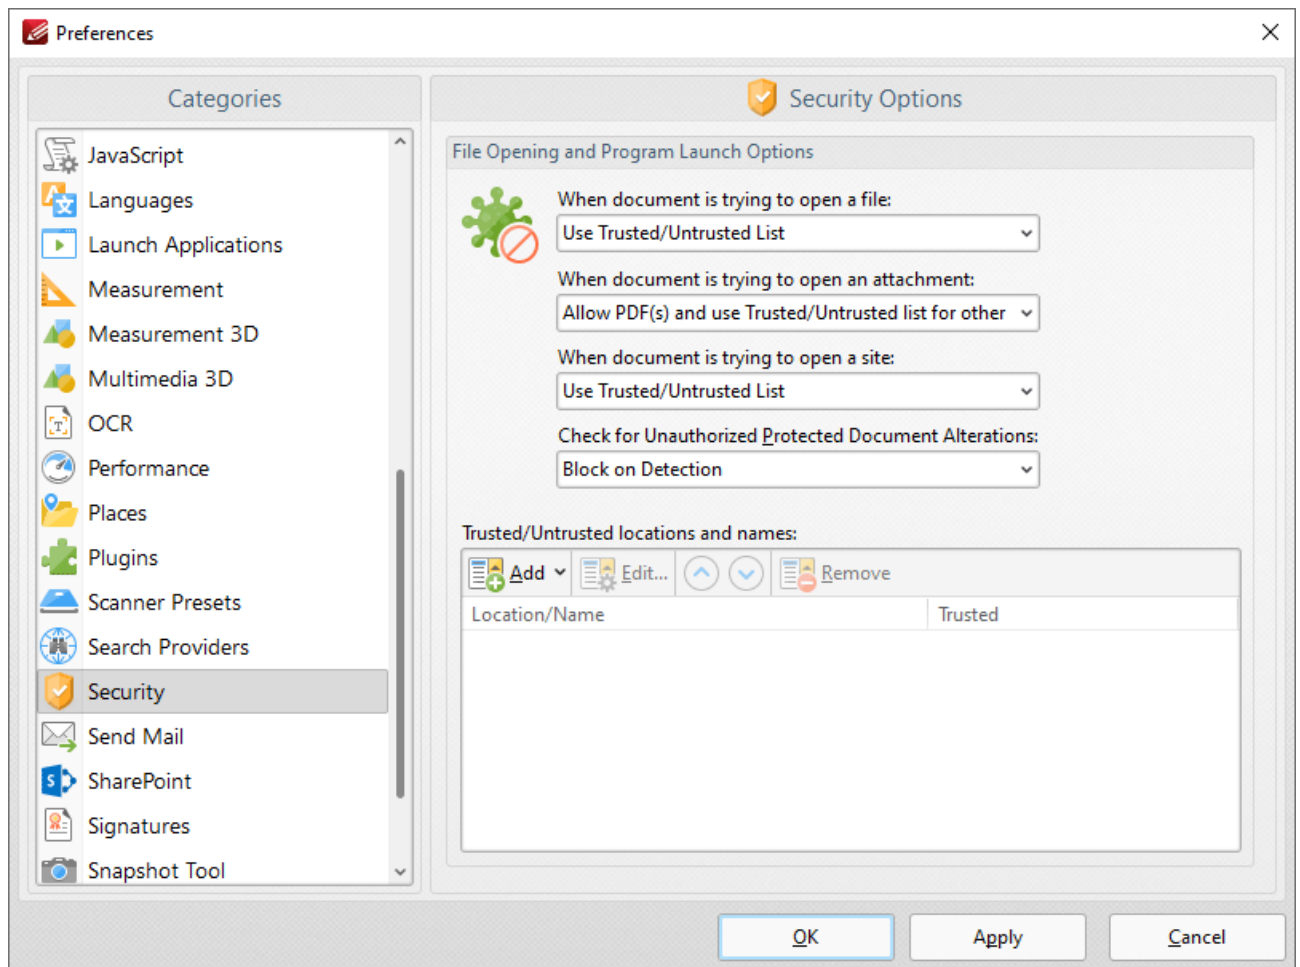 Preferences
Categories
JavaScript
Languages
Launch Applications
Measurement
Measurement 3D
Multimedia 3D
OCR
Performance
Places
Plugins
Scanner Presets
Search Providers
Security
Send Mail
SharePoint
Signatures
Snapshot Tool
Security Options
File Opening and Program Launch Options
When document is trying to open a file:
Use Trusted/Untrusted List
When document is trying to open an attachment:
Allow PDF(s) and use Trusted/Untrusted list for other
When document is trying to open a site:
Use Trusted/Untrusted List
Check for Unauthorized Protected Document Alterations:
Block on Detection
Trusted/Untrusted locations and names:
Add Edit... Remove
Location/Name Trusted
OK Apply Cancel